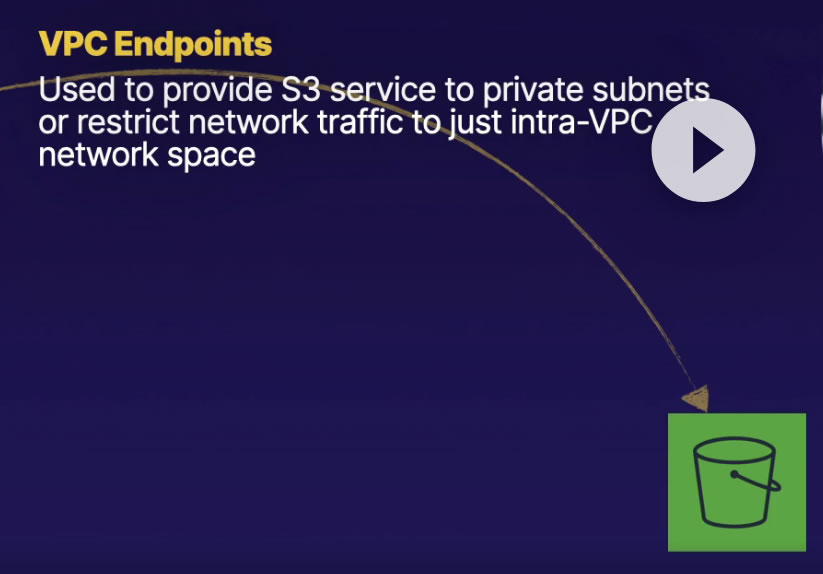 VPC Endpoints
Used to provide S3 service to private subnets
or restrict network traffic to just intra-VPC
network space